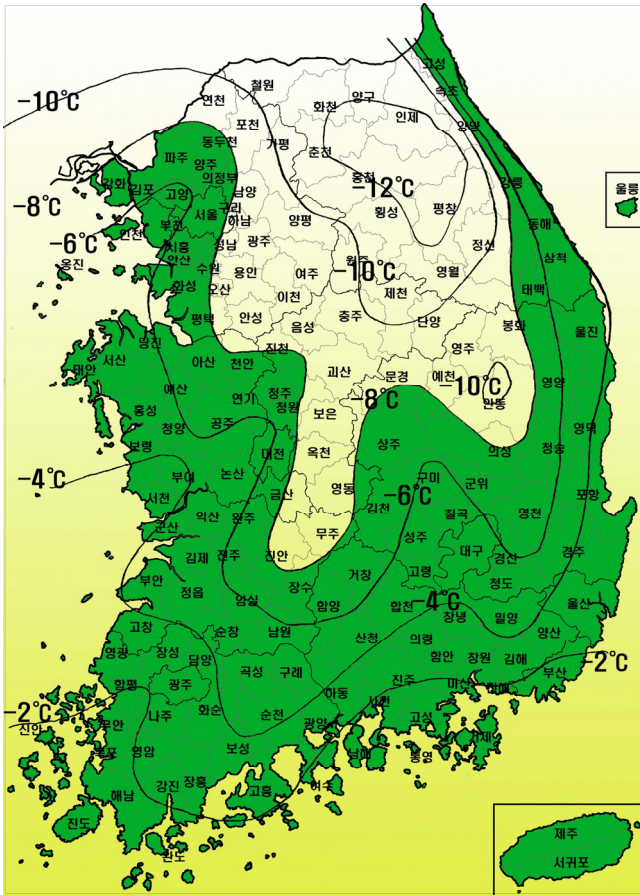 고성
속초
철원
양구
-10℃
연천
화천
인제
포천
양양
동두천
가평
춘천
파주
양주
의정부
홍천
강화
김포
고양
남양
-12℃
강릉
울릉
-8℃
서울
구리
하남
횡성
평창
부천
양평
동해
인천
-6℃
시흥
성남
광주
정선
안산
삼척
옹진
수원
용인
여주
원주
-10℃
영월
화성
오산
이천
제천
태백
평택
안성
음성
충주
단양
봉화
울진
당진
진천
영주
서산
아산
천안
태안
괴산
문경
예천
-10℃
영양
예산
연기
청주
청원
-8℃
안동
홍성
보은
영덕
청양
공주
보령
상주
의성
청송
대전
옥천
-4℃
부여
논산
구미
군위
서천
금산
영동
김천
-6℃
포항
익산
완주
칠곡
영천
군산
무주
성주
김제
전주
진안
대구
경선
경주
부안
거창
고령
청도
정읍
장수
임실
함양
합천
-4℃
울산
창녕
밀양
고창
순창
남원
산천
의령
양산
영광
장성
담양
함안
창원
김해
-2℃
곡성
구례
함평
광주
진주
마산
부산
하동
사천
-2℃
나주
화순
순천
고성
신안
무안
광양
거제
목포
영암
보성
남해
통영
강진
장흥
고흥
여수
해남
진도
제주
완도
서귀포